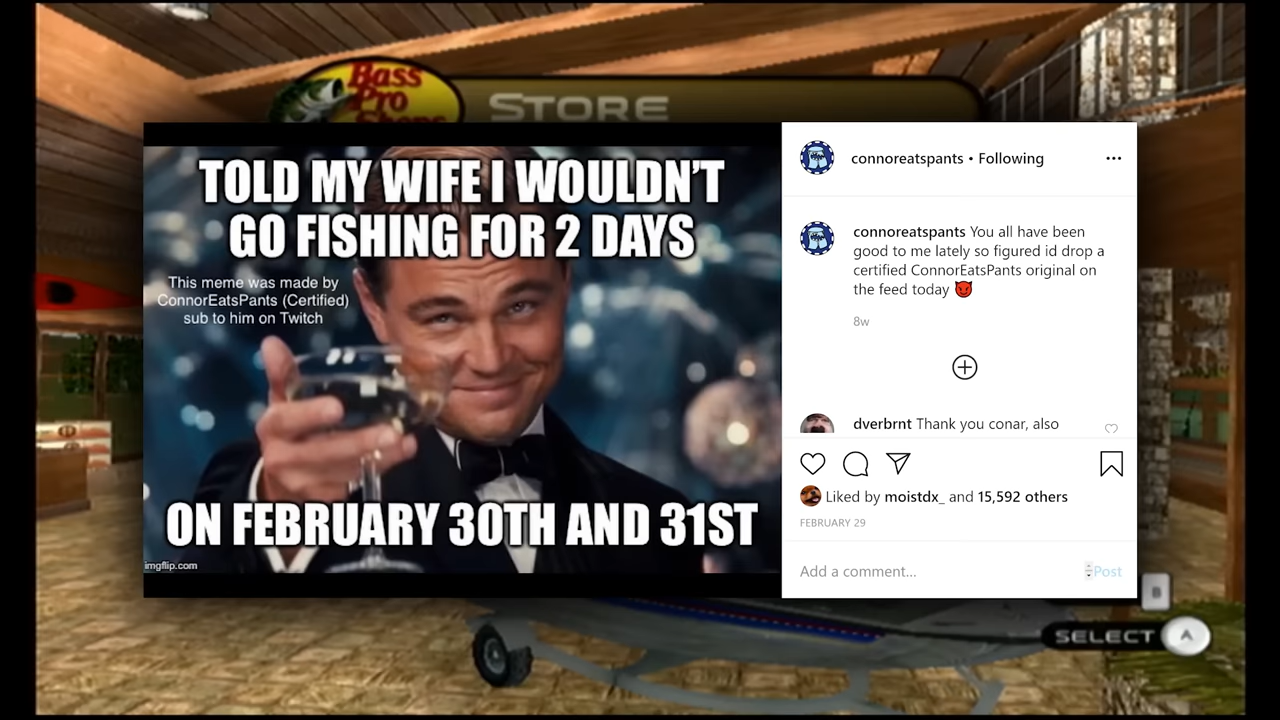 Bass
Pro
Shops
STORE
TOLD MY WIFE I WOULDN'T
GO FISHING FOR 2 DAYS
This meme was made by
ConnorEatsPants (Certified)
sub to him on Twitch
ON FEBRUARY 30TH AND 31ST
imgflip.com
connoreatspants • Following
connoreatspants You all have been
good to me lately so figured id drop a
certified ConnorEatsPants original on
the feed today 😈
8w
dverbrnt Thank you conar, also
Liked by moistdx_ and 15,592 others
FEBRUARY 29
Add a comment...
Post
B
SELECT A